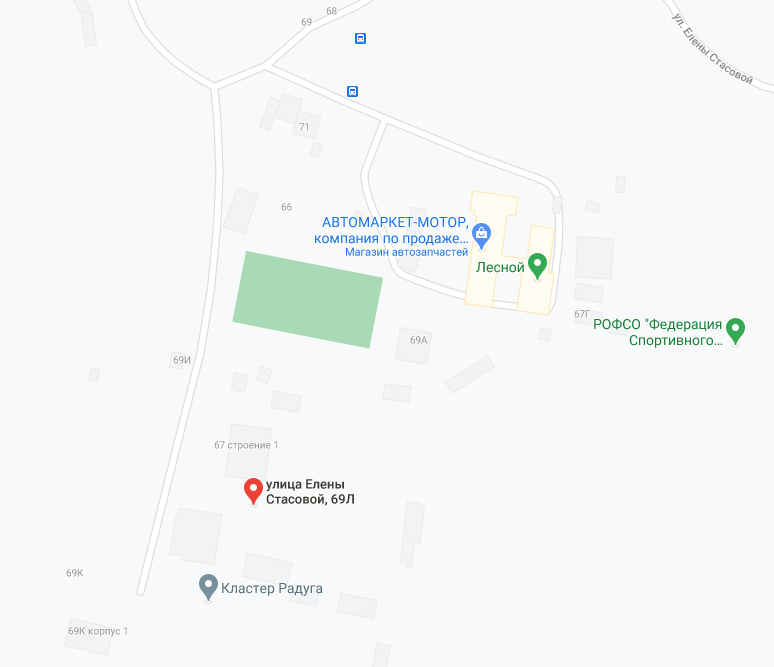 68
69
ул. Елены Стасовой
71
66
АВТОМАРКЕТ-МОТОР,
компания по продаже...
Магазин автозапчастей
Лесной
67Г
РОФСО "Федерация
Спортивного...
69А
69И
67 строение 1
улица Елены
Стасовой, 69Л
69К
Кластер Радуга
69К корпус 1